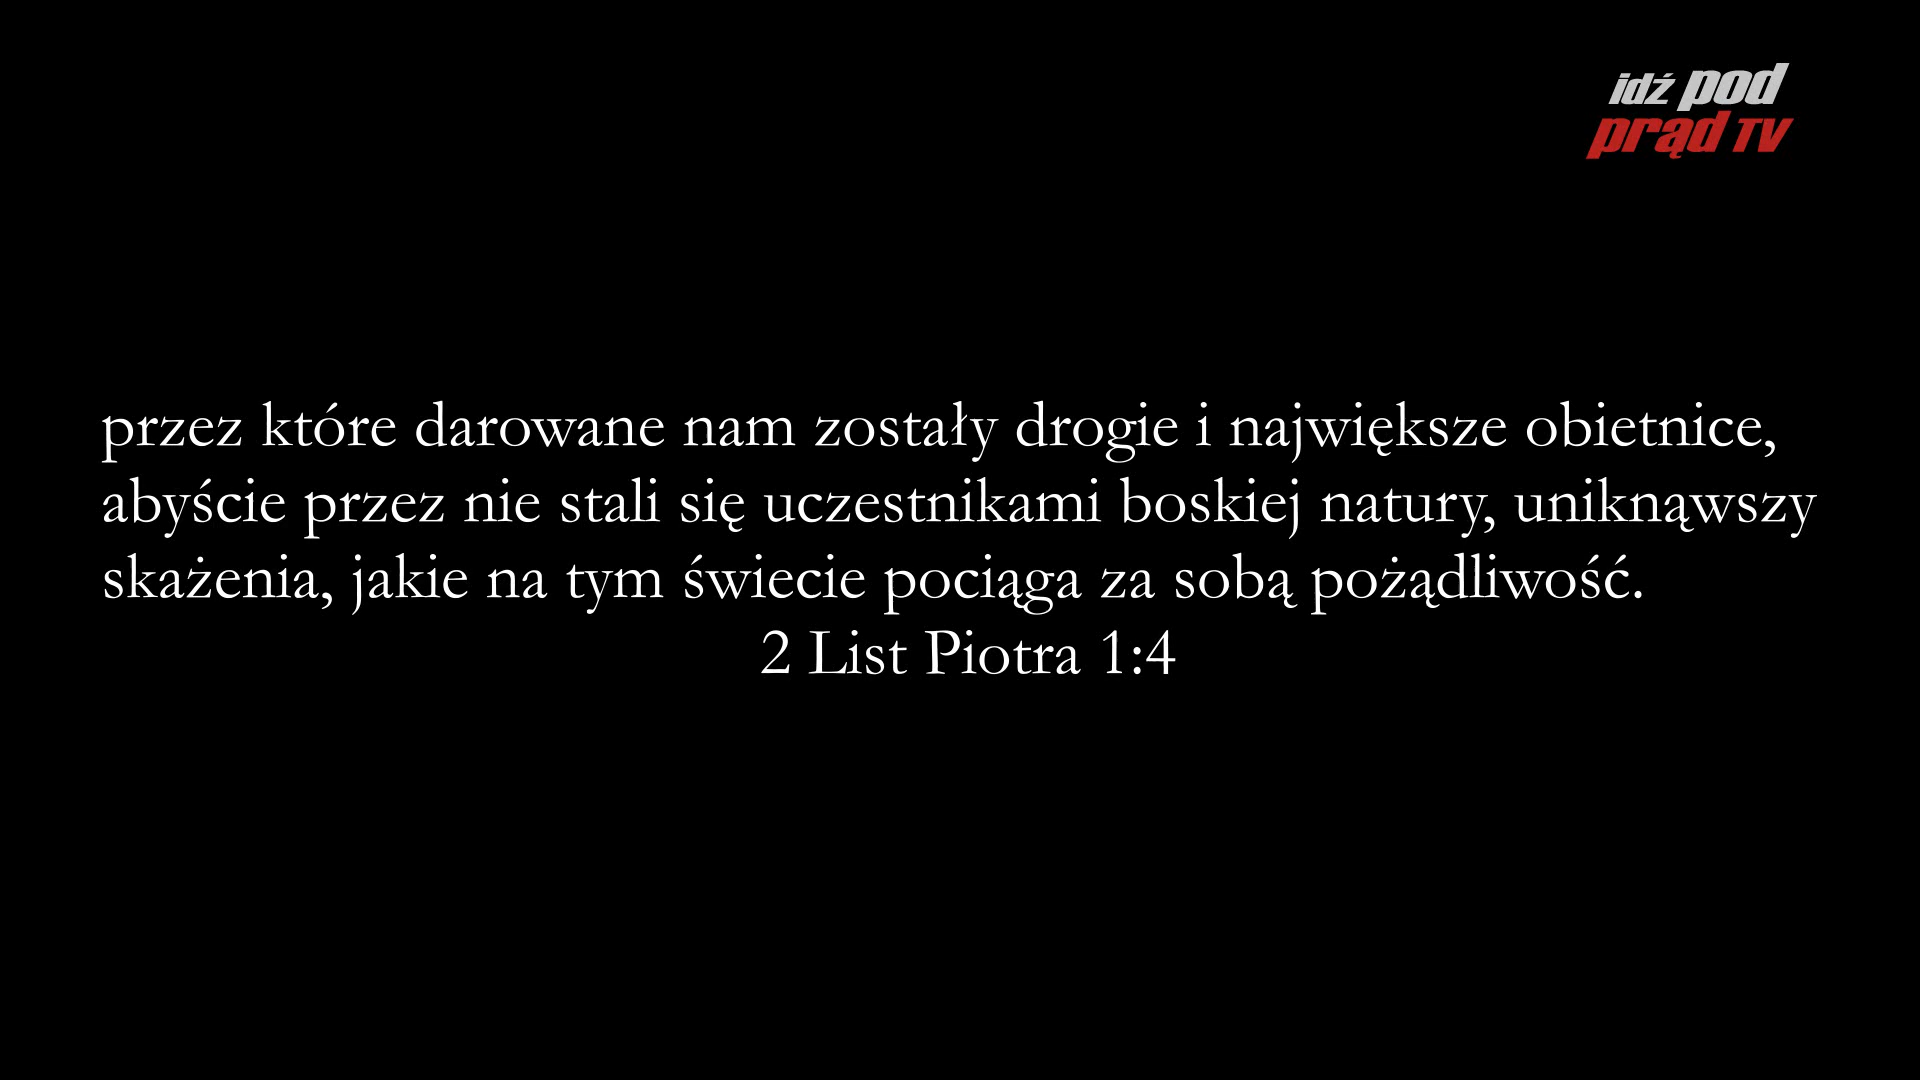 idź pod
prąd TV
przez które darowane nam zostały drogie i największe obietnice,
abyście przez nie stali się uczestnikami boskiej natury, uniknąwszy
skażenia, jakie na tym świecie pociąga za sobą pożądliwość.
2 List Piotra 1:4